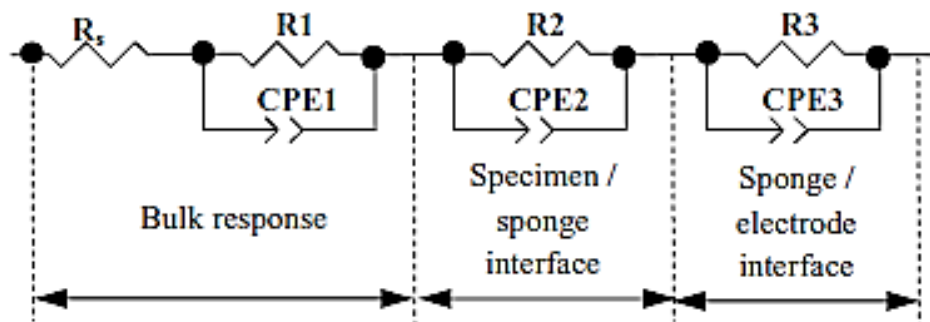 Rs R1 R2 R3
CPE1 CPE2 CPE3
Bulk response
Specimen /
sponge
interface
Sponge /
electrode
interface